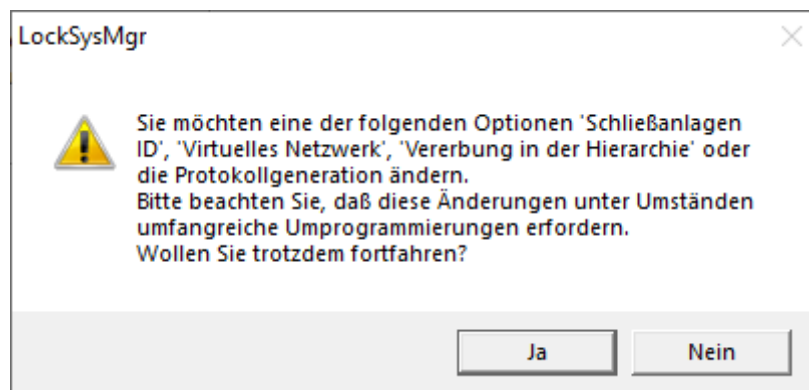 LockSysMgr
Sie möchten eine der folgenden Optionen 'Schließanlagen
ID', 'Virtuelles Netzwerk', 'Vererbung in der Hierarchie' oder
die Protokollgeneration ändern.
Bitte beachten Sie, daß diese Änderungen unter Umständen
umfangreiche Umprogrammierungen erfordern.
Wollen Sie trotzdem fortfahren?
Ja
Nein